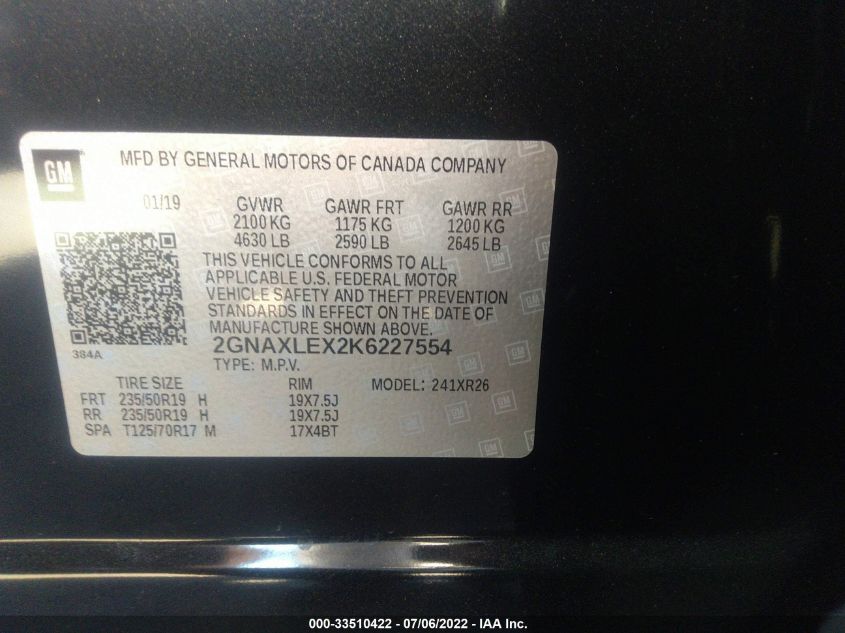 GM
MFD BY GENERAL MOTORS OF CANADA COMPANY
01/19 GVWR GAWR FRT GAWR RR
2100 KG 1175 KG 1200 KG
4630 LB 2590 LB 2645 LB
THIS VEHICLE CONFORMS TO ALL
APPLICABLE U.S. FEDERAL MOTOR
VEHICLE SAFETY AND THEFT PREVENTION
STANDARDS IN EFFECT ON THE DATE OF
MANUFACTURE SHOWN ABOVE.
384A
2GNAXLEX2K6227554
TYPE: M.P.V.
TIRE SIZE RIM MODEL: 241XR26
FRT 235/50R19 H 19X7.5J
RR 235/50R19 H 19X7.5J
SPA T125/70R17 M 17X4BT
000-33510422 - 07/06/2022 - IAA Inc.